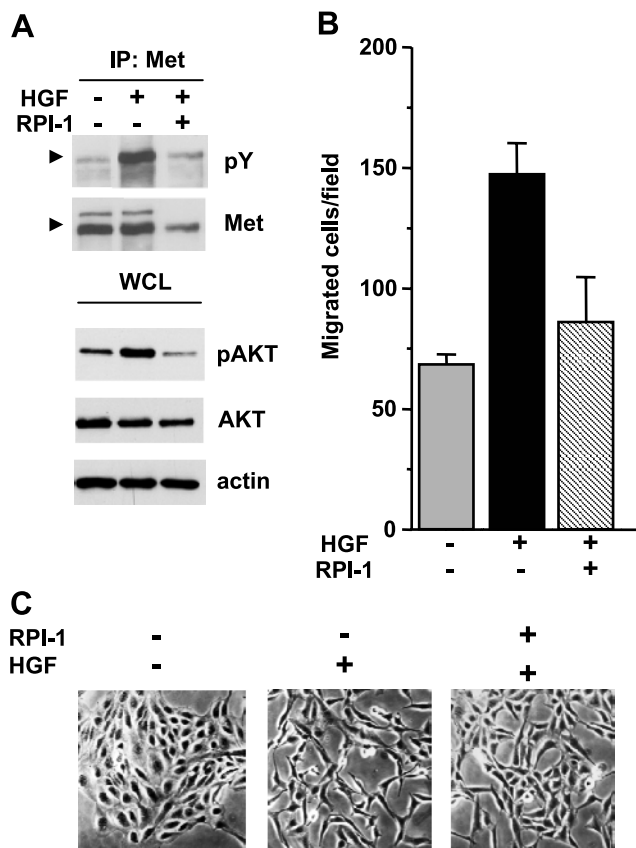 A
IP: Met
HGF - + +
RPI-1 - - +
pY
Met
WCL
pAKT
AKT
actin
B
Migrated cells/field
200
150
100
50
0
HGF - + +
RPI-1 - - +
C
RPI-1 - - +
HGF - + +